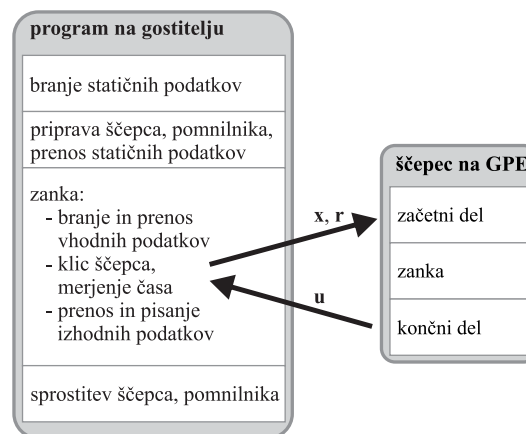 program na gostitelju
branje statičnih podatkov
priprava ščepca, pomnilnika,
prenos statičnih podatkov
zanka:
- branje in prenos
vhodnih podatkov
- klic ščepca,
merjenje časa
- prenos in pisanje
izhodnih podatkov
sprostitev ščepca, pomnilnika
x, r
u
ščepec na GPE
začetni del
zanka
končni del